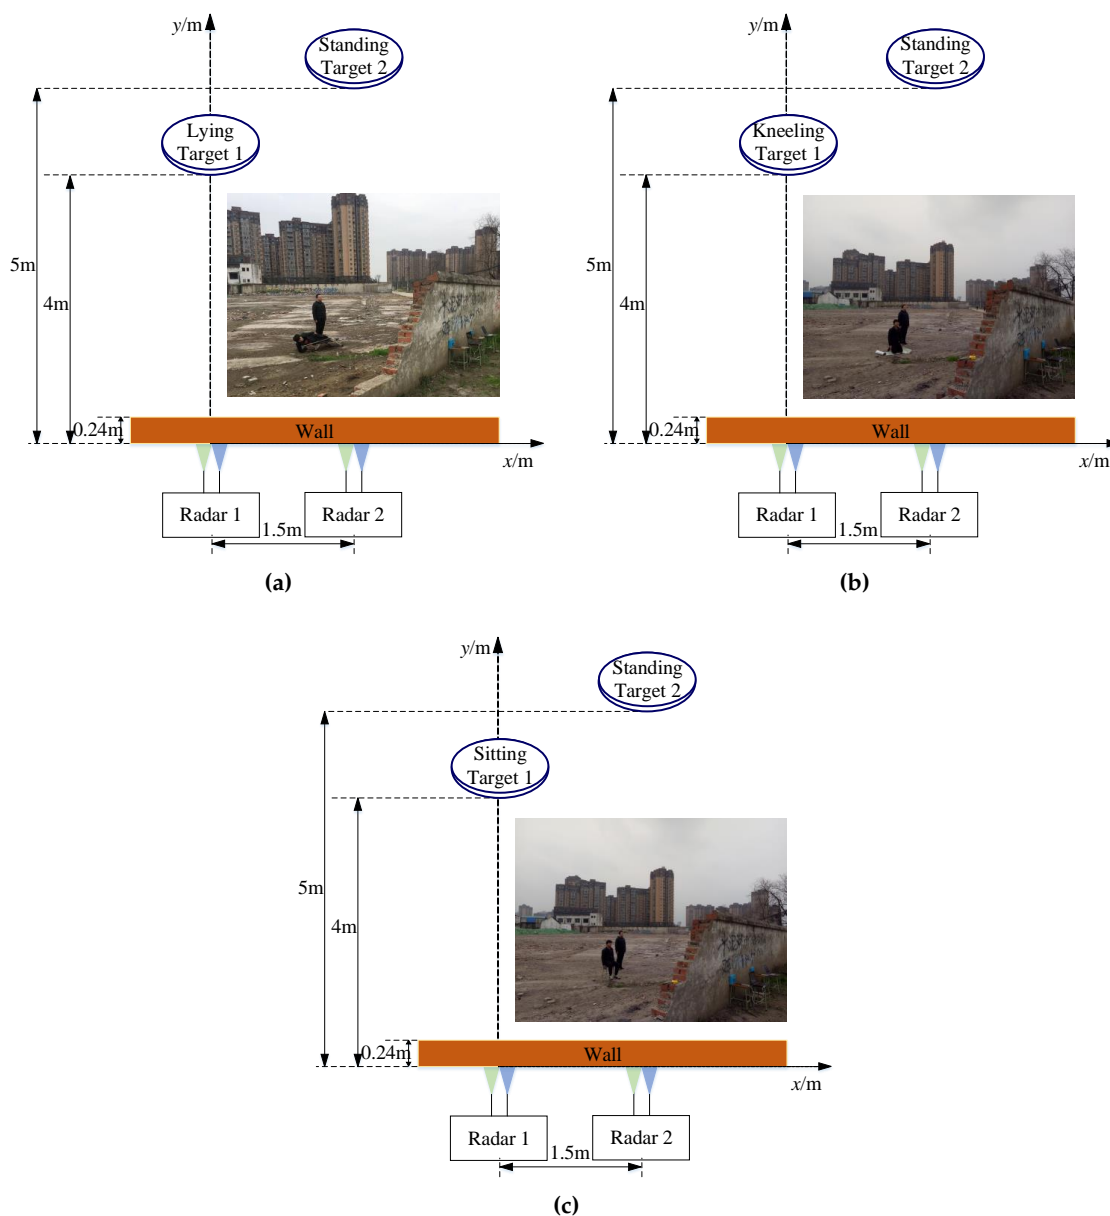 y/m
Standing
Target 2
Lying
Target 1
5m
4m
0.24m
Wall
x/m
Radar 1
Radar 2
1.5m
(a)
y/m
Standing
Target 2
Kneeling
Target 1
5m
4m
0.24m
Wall
x/m
Radar 1
Radar 2
1.5m
(b)
y/m
Standing
Target 2
Sitting
Target 1
5m
4m
0.24m
Wall
x/m
Radar 1
Radar 2
1.5m
(c)